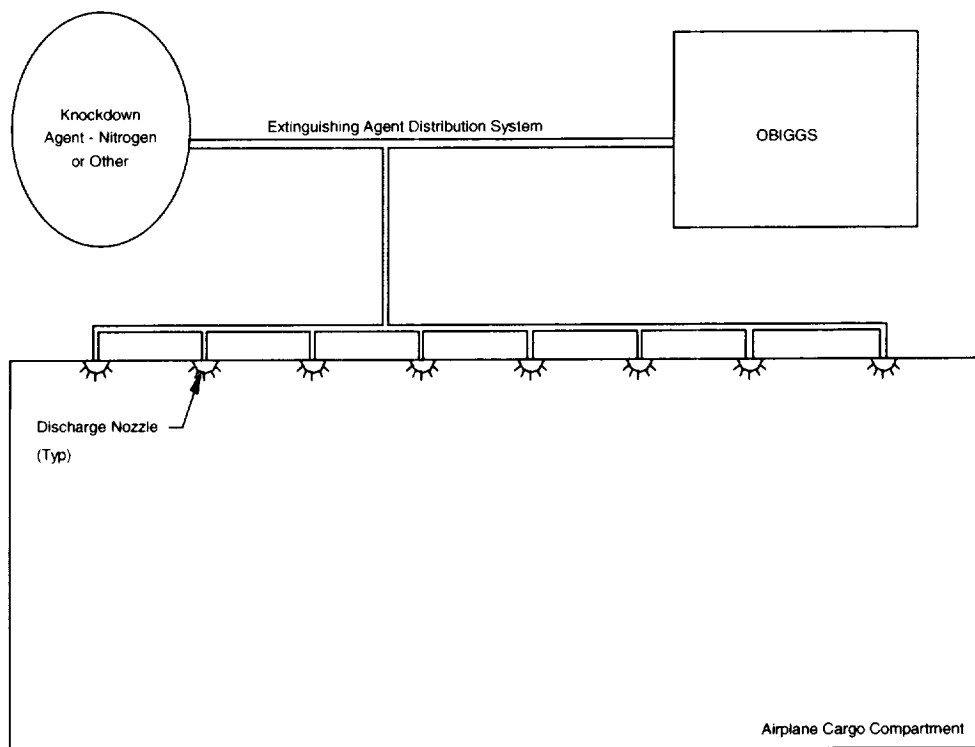 Knockdown
Agent - Nitrogen
or Other
Extinguishing Agent Distribution System
OBIGGS
Discharge Nozzle
(Typ)
Airplane Cargo Compartment